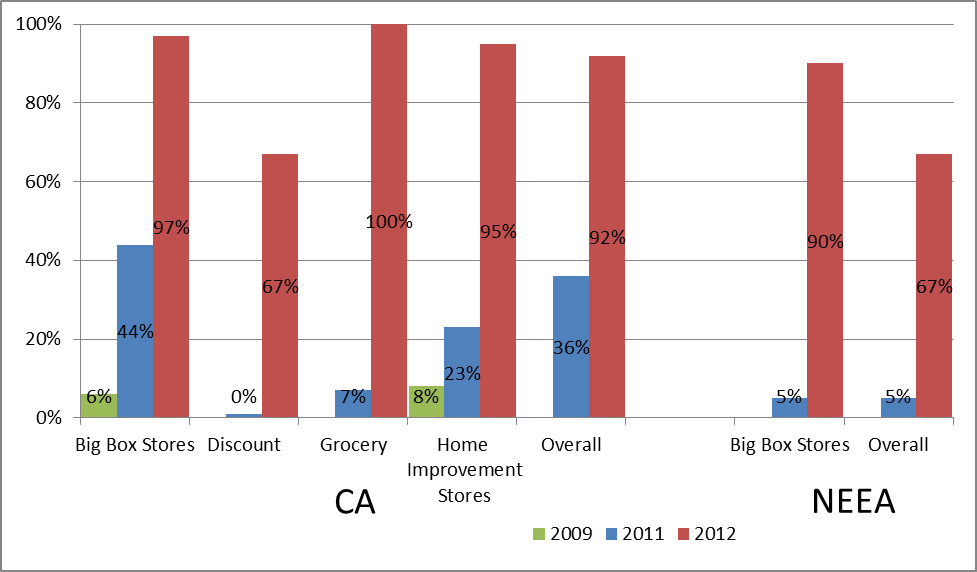 100%
80%
60%
40%
20%
0%
6%
44%
97%
0%
67%
7%
100%
8%
23%
95%
36%
92%
5%
90%
5%
67%
Big Box Stores
Discount
Grocery
Home
Improvement
Stores
Overall
Big Box Stores
Overall
CA
NEEA
2009 2011 2012